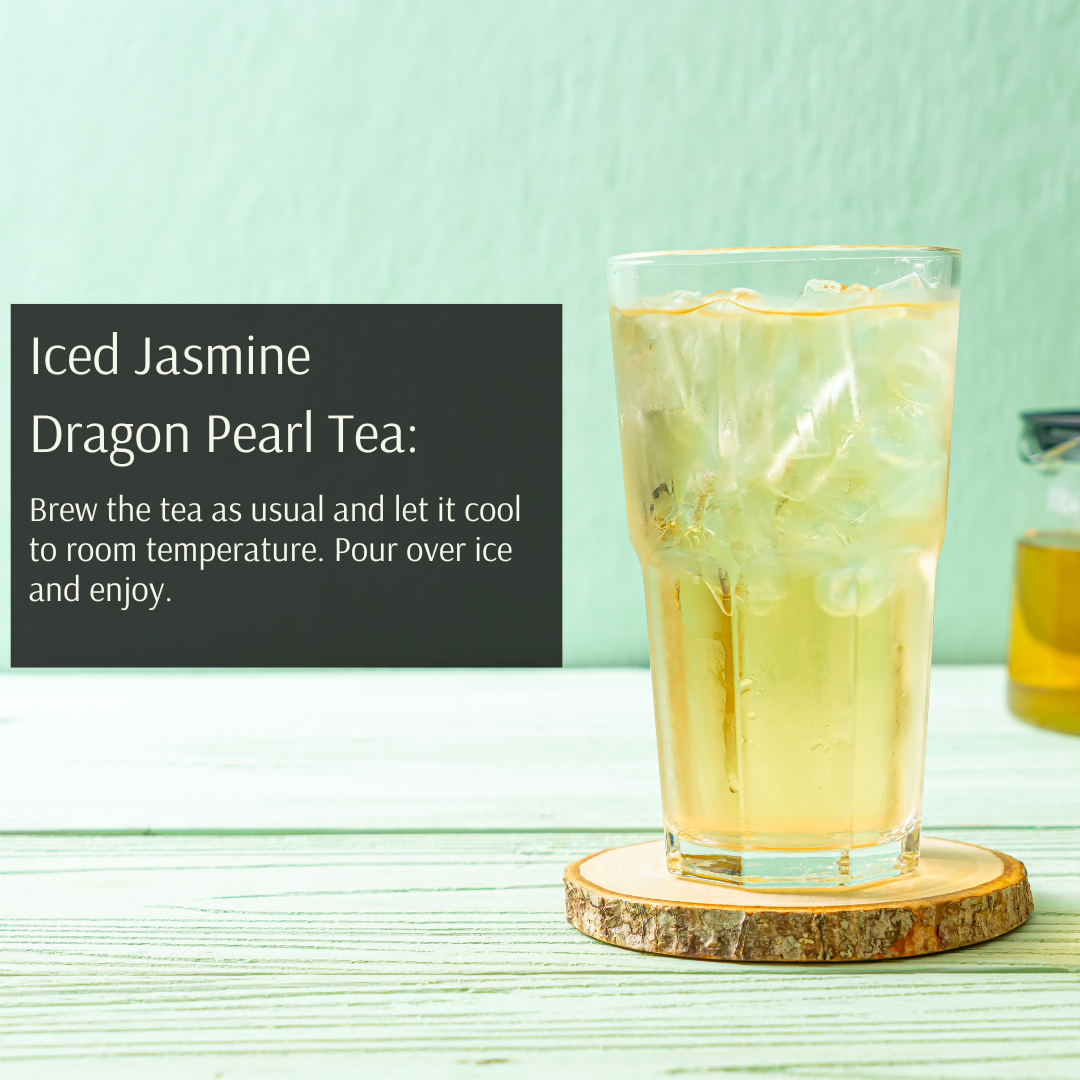 Iced Jasmine
Dragon Pearl Tea:
Brew the tea as usual and let it cool
to room temperature. Pour over ice
and enjoy.